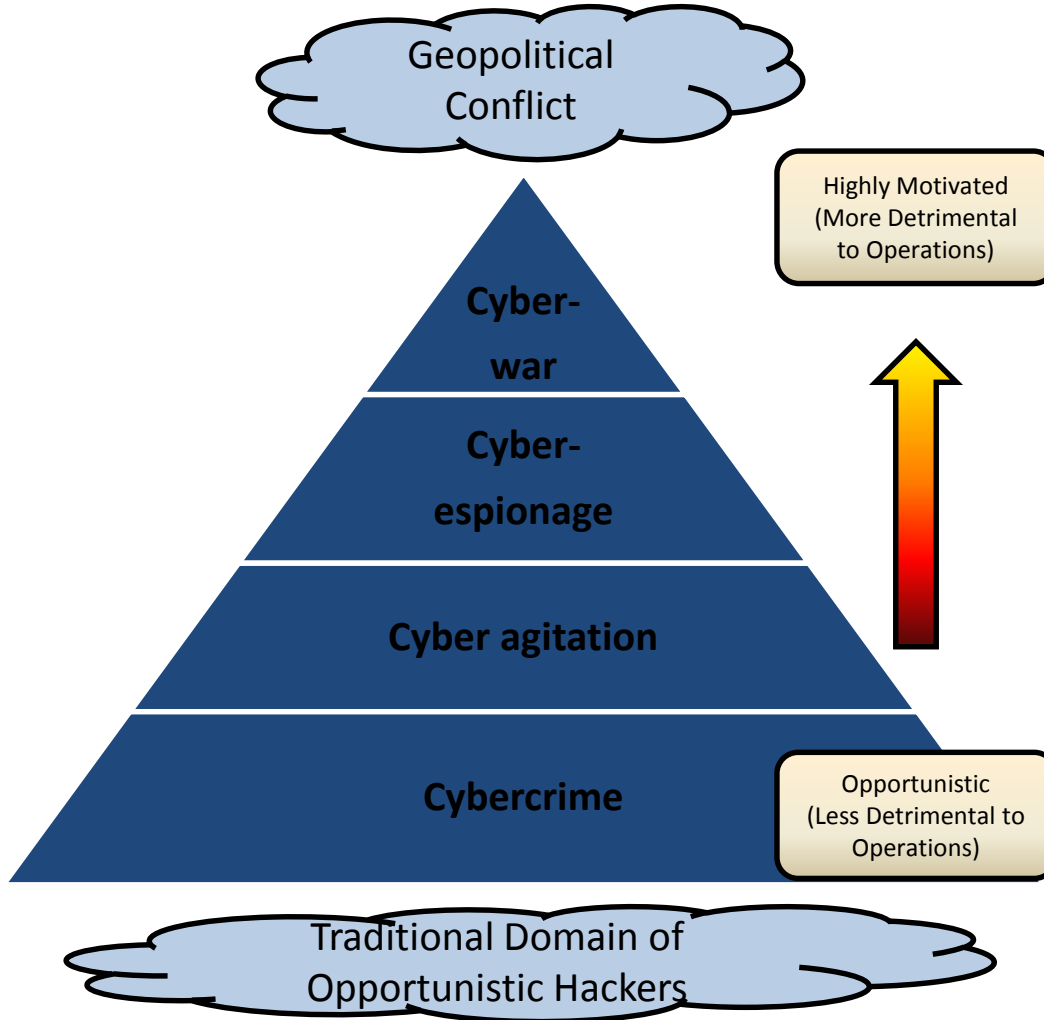 Geopolitical
Conflict
Highly Motivated
(More Detrimental
to Operations)
Cyber-
war
Cyber-
espionage
Cyber agitation
Cybercrime
Opportunistic
(Less Detrimental to
Operations)
Traditional Domain of
Opportunistic Hackers